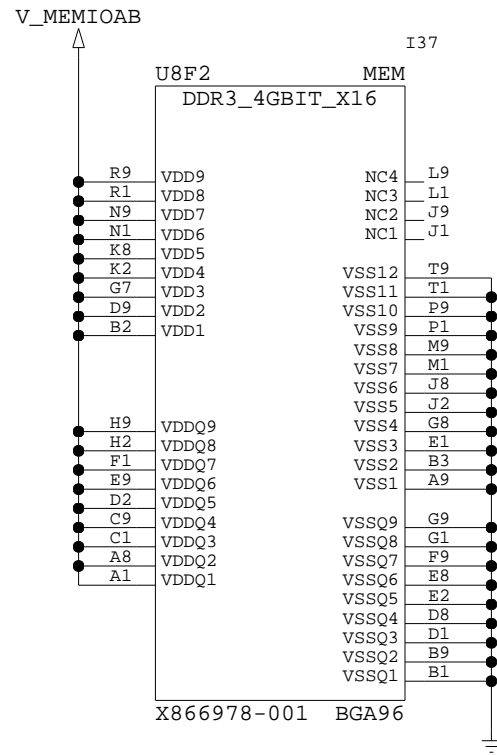 V_MEMIOAB
I37
U8F2 MEM
DDR3_4GBIT_X16
R9 VDD9 NC4 L9
R1 VDD8 NC3 L1
N9 VDD7 NC2 J9
N1 VDD6 NC1 J1
K8 VDD5
K2 VDD4 VSS12 T9
G7 VDD3 VSS11 T1
D9 VDD2 VSS10 P9
B2 VDD1 VSS9 P1
VSS8 M9
VSS7 M1
VSS6 J8
VSS5 J2
H9 VDDQ9 VSS4 G8
H2 VDDQ8 VSS3 E1
F1 VDDQ7 VSS2 B3
E9 VDDQ6 VSS1 A9
D2 VDDQ5
C9 VDDQ4 VSSQ9 G9
C1 VDDQ3 VSSQ8 G1
A8 VDDQ2 VSSQ7 F9
A1 VDDQ1 VSSQ6 E8
VSSQ5 E2
VSSQ4 D8
VSSQ3 D1
VSSQ2 B9
VSSQ1 B1
X866978-001 BGA96